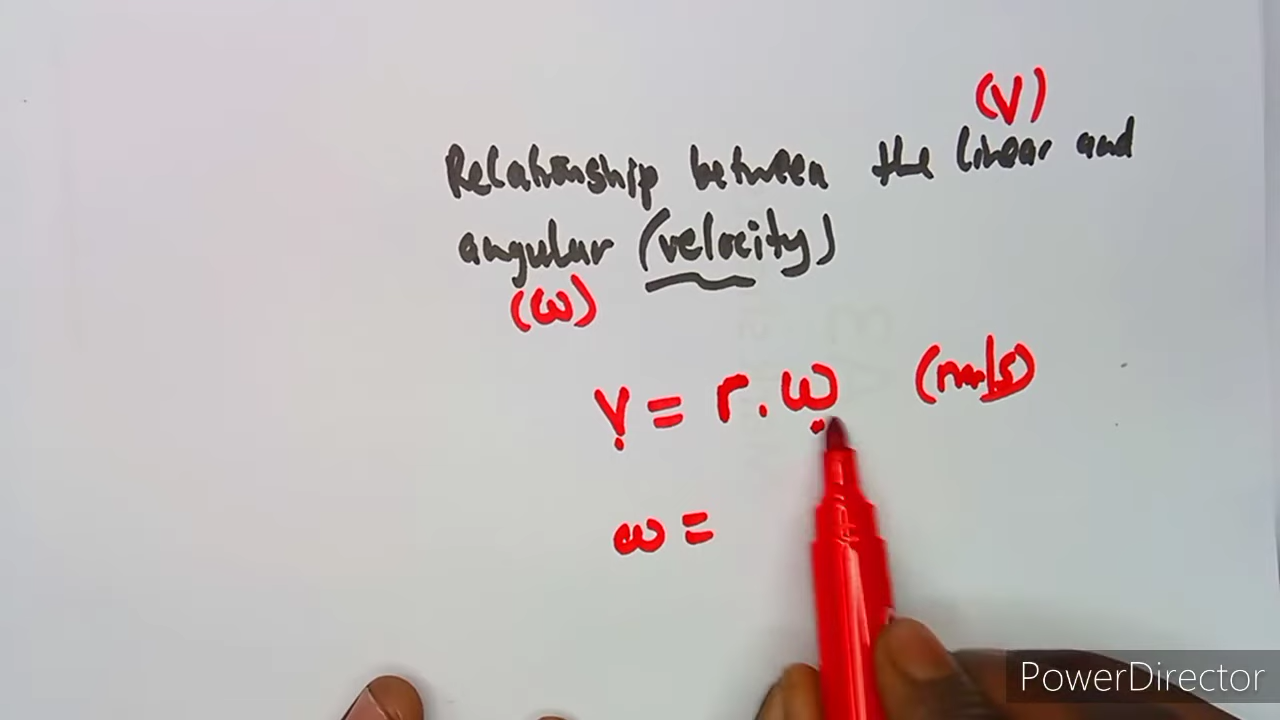 (V)
Relationship between the linear and
angular (velocity)
(ω)
V = r . ω (m/s)
ω =
PowerDirector